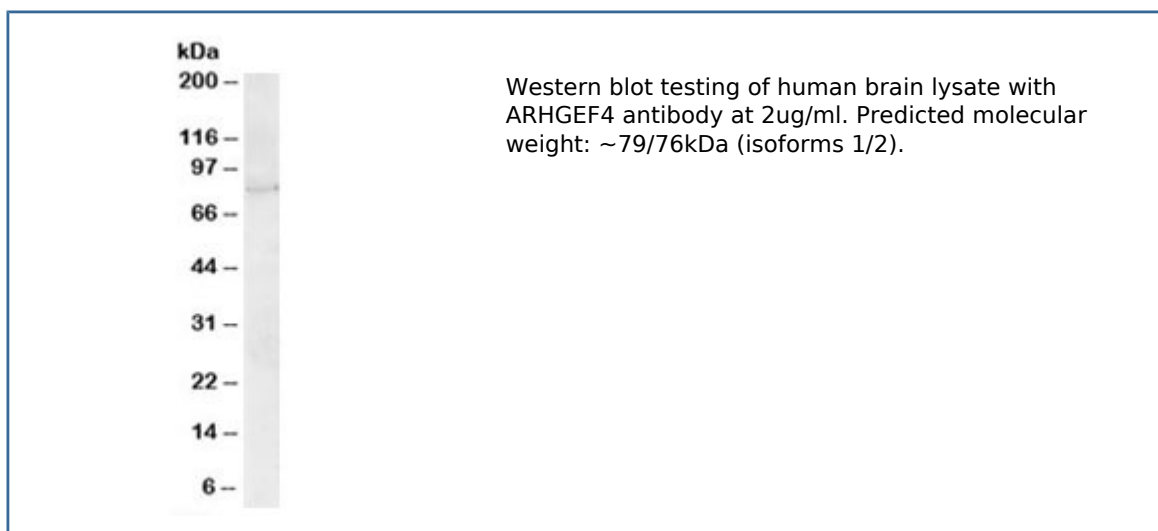 kDa
200 –
116 –
97 –
66 –
44 –
31 –
22 –
14 –
6 –
Western blot testing of human brain lysate with
ARHGEF4 antibody at 2ug/ml. Predicted molecular
weight: ~79/76kDa (isoforms 1/2).